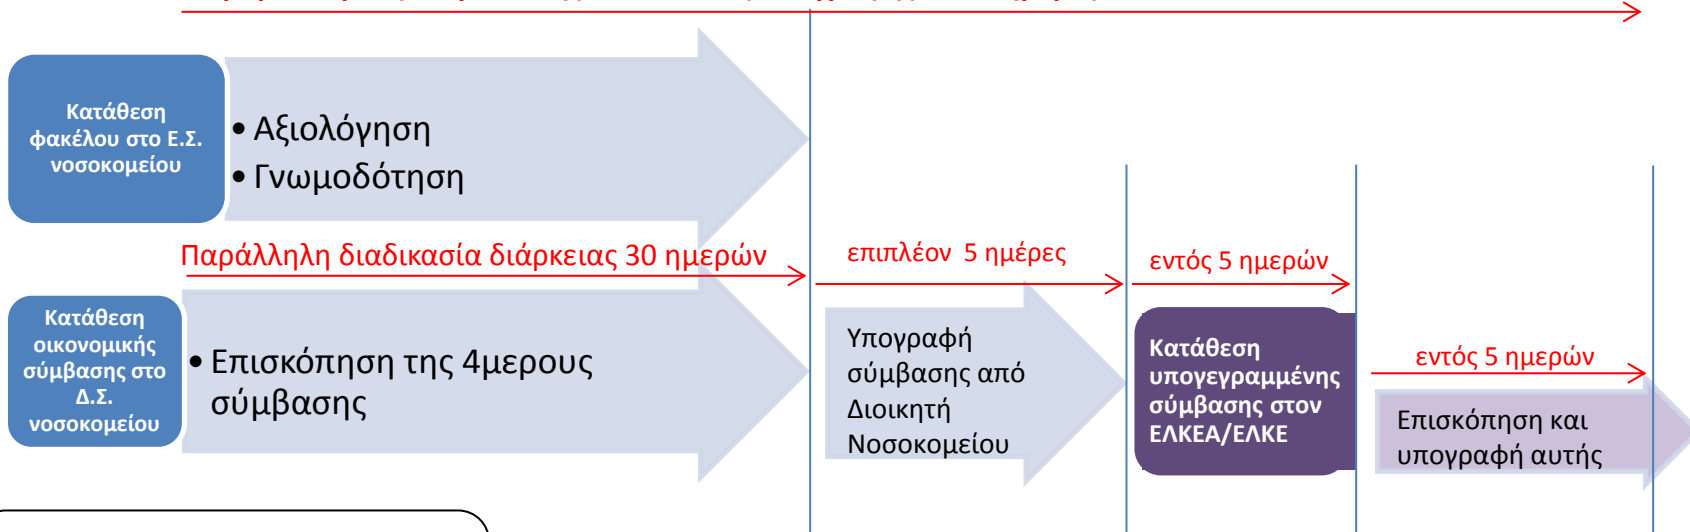 Κατάθεση
φακέλου στο Ε.Σ.
νοσοκομείου
• Αξιολόγηση
• Γνωμοδότηση
Παράλληλη διαδικασία διάρκειας 30 ημερών
επιπλέον 5 ημέρες
εντός 5 ημερών
Κατάθεση
οικονομικής
σύμβασης στο
Δ.Σ.
νοσοκομείου
• Επισκόπηση της 4μερους
σύμβασης
Υπογραφή
σύμβασης από
Διοικητή
Νοσοκομείου
Κατάθεση
υπογεγραμμένης
σύμβασης στον
ΕΛΚΕΑ/ΕΛΚΕ
εντός 5 ημερών
Επισκόπηση και
υπογραφή αυτής